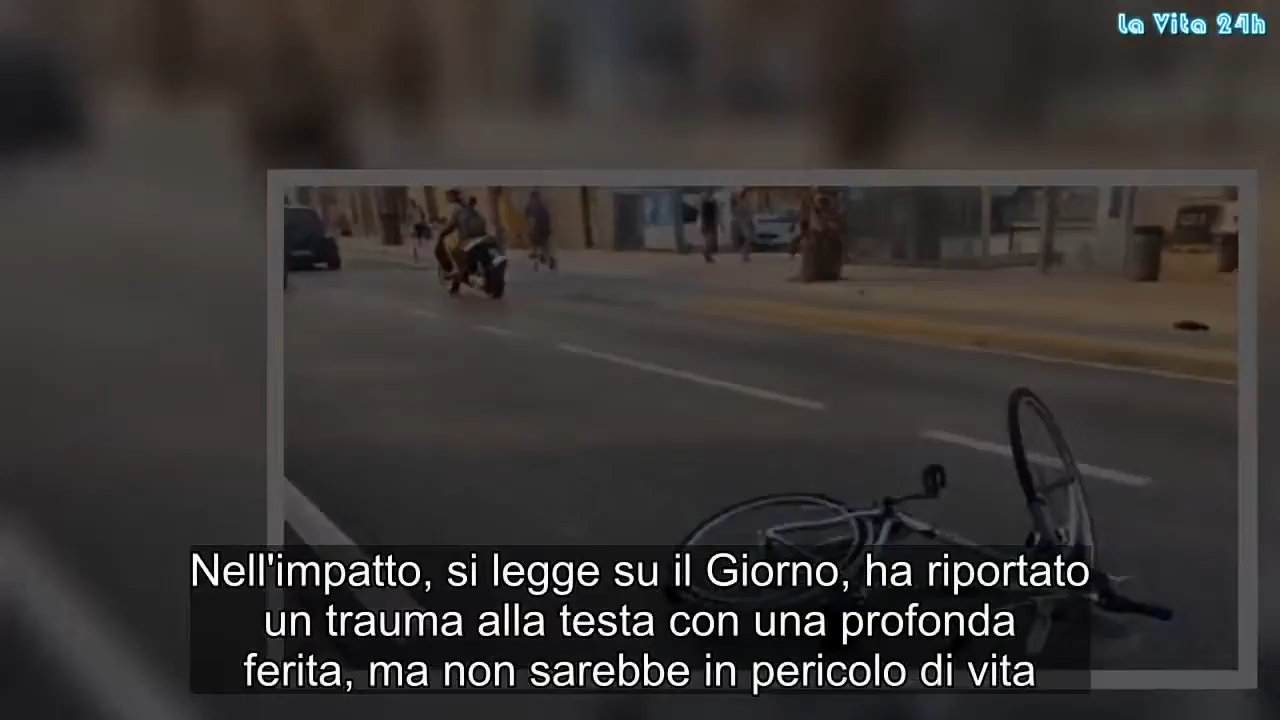 La Vita 24h
Nell'impatto, si legge su il Giorno, ha riportato
un trauma alla testa con una profonda
ferita, ma non sarebbe in pericolo di vita